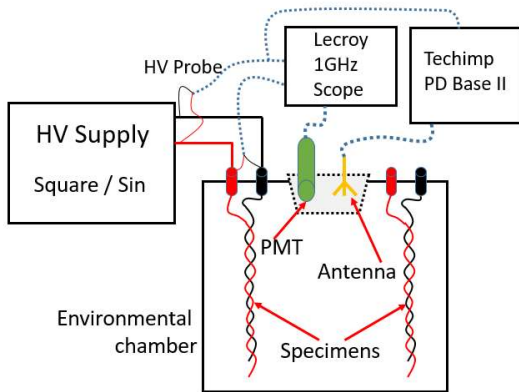 Lecroy
1GHz
Scope
Techimp
PD Base II
HV Probe
HV Supply
Square / Sin
PMT
Antenna
Environmental
chamber
Specimens